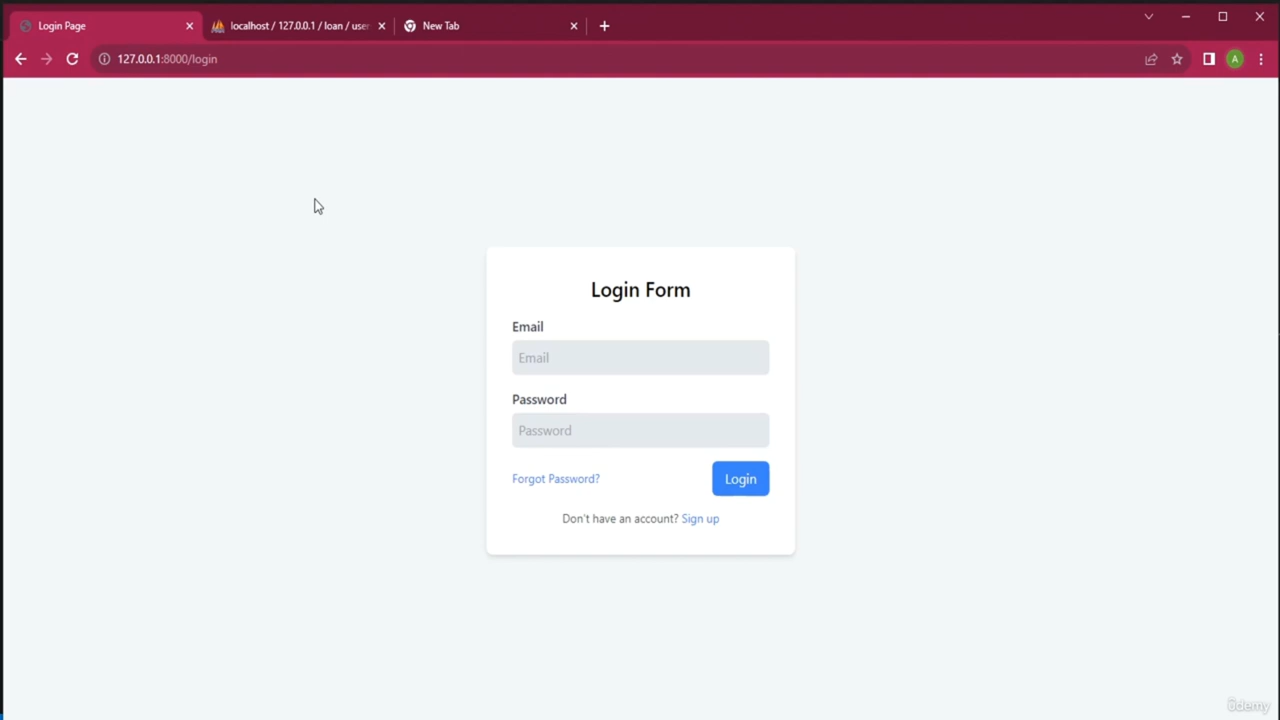 Login Page
localhost / 127.0.0.1 / loan / user
New Tab
127.0.0.1:8000/login
A
Login Form
Email
Email
Password
Password
Forgot Password?
Login
Don't have an account? Sign up
ûdemy